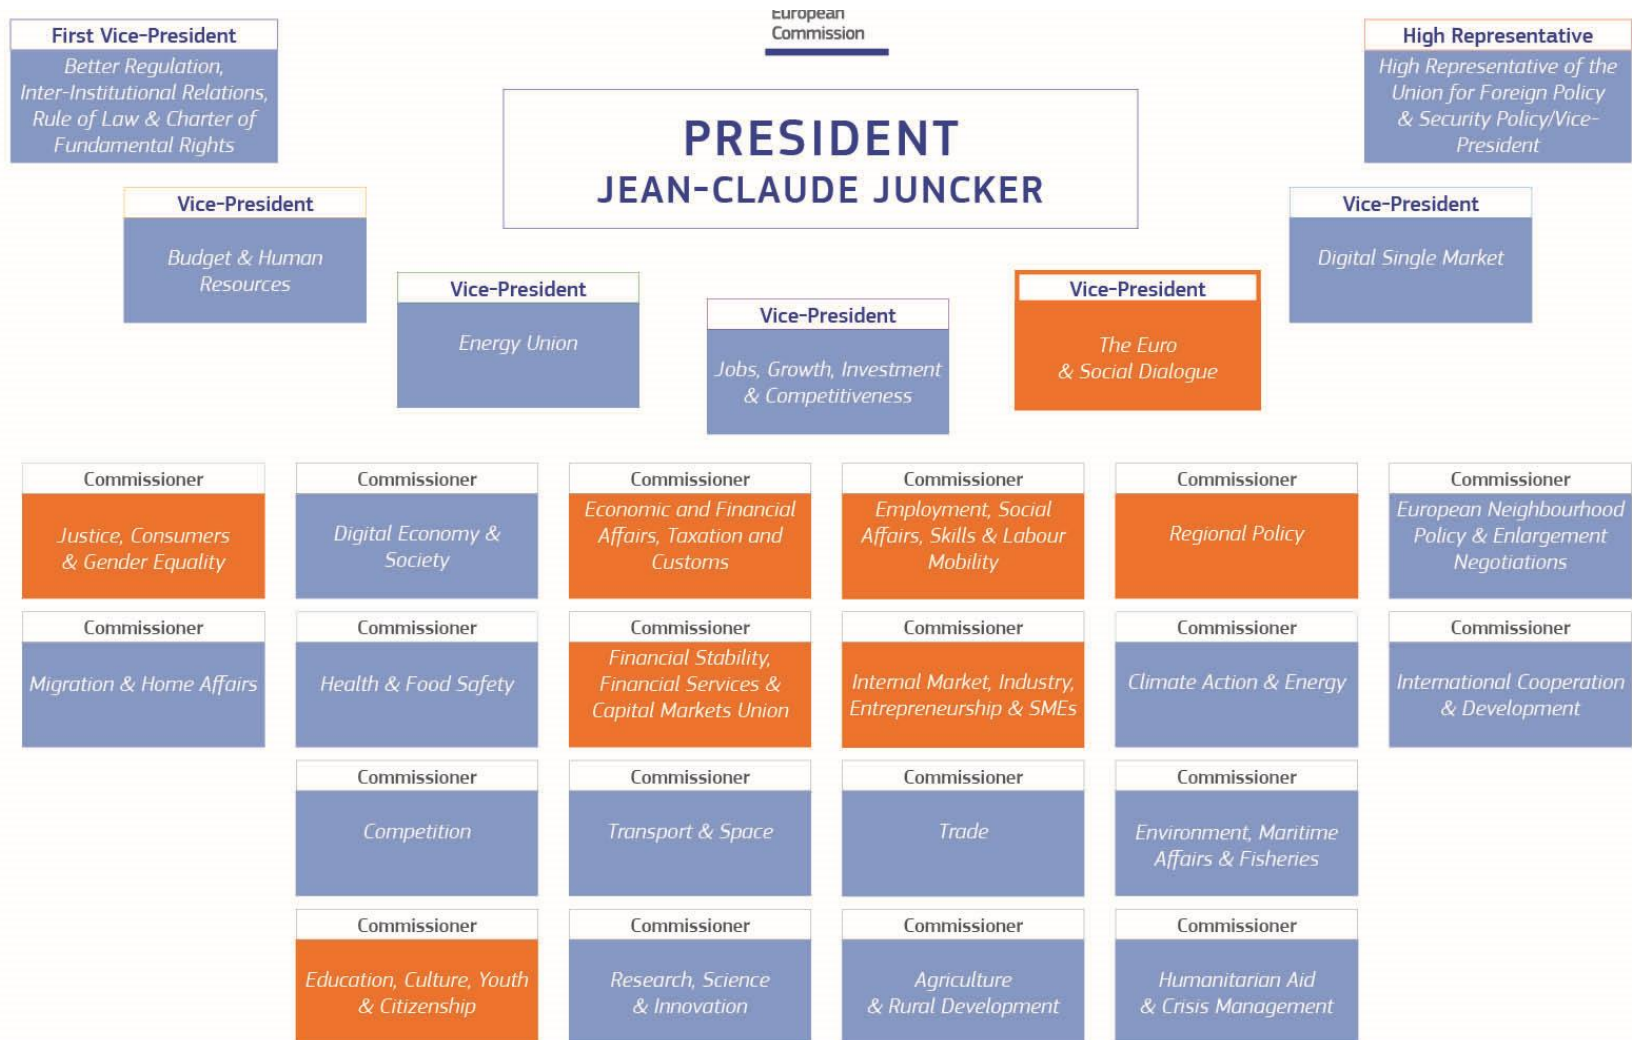 European
Commission
First Vice-President
Better Regulation,
Inter-Institutional Relations,
Rule of Law & Charter of
Fundamental Rights
High Representative
High Representative of the
Union for Foreign Policy
& Security Policy/Vice-
President
PRESIDENT
JEAN-CLAUDE JUNCKER
Vice-President
Budget & Human
Resources
Vice-President
Digital Single Market
Vice-President
Energy Union
Vice-President
Jobs, Growth, Investment
& Competitiveness
Vice-President
The Euro
& Social Dialogue
Commissioner
Justice, Consumers
& Gender Equality
Commissioner
Digital Economy &
Society
Commissioner
Economic and Financial
Affairs, Taxation and
Customs
Commissioner
Employment, Social
Affairs, Skills & Labour
Mobility
Commissioner
Regional Policy
Commissioner
European Neighbourhood
Policy & Enlargement
Negotiations
Commissioner
Migration & Home Affairs
Commissioner
Health & Food Safety
Commissioner
Financial Stability,
Financial Services &
Capital Markets Union
Commissioner
Internal Market, Industry,
Entrepreneurship & SMEs
Commissioner
Climate Action & Energy
Commissioner
International Cooperation
& Development
Commissioner
Competition
Commissioner
Transport & Space
Commissioner
Trade
Commissioner
Environment, Maritime
Affairs & Fisheries
Commissioner
Education, Culture, Youth
& Citizenship
Commissioner
Research, Science
& Innovation
Commissioner
Agriculture
& Rural Development
Commissioner
Humanitarian Aid
& Crisis Management